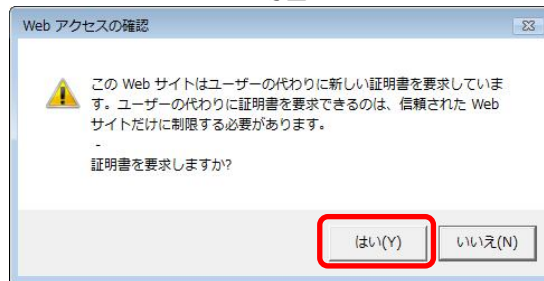 Web アクセスの確認
この Web サイトはユーザーの代わりに新しい証明書を要求していま
す。ユーザーの代わりに証明書を要求できるのは、信頼された Web
サイトだけに制限する必要があります。
-
証明書を要求しますか?
はい(Y)
いいえ(N)